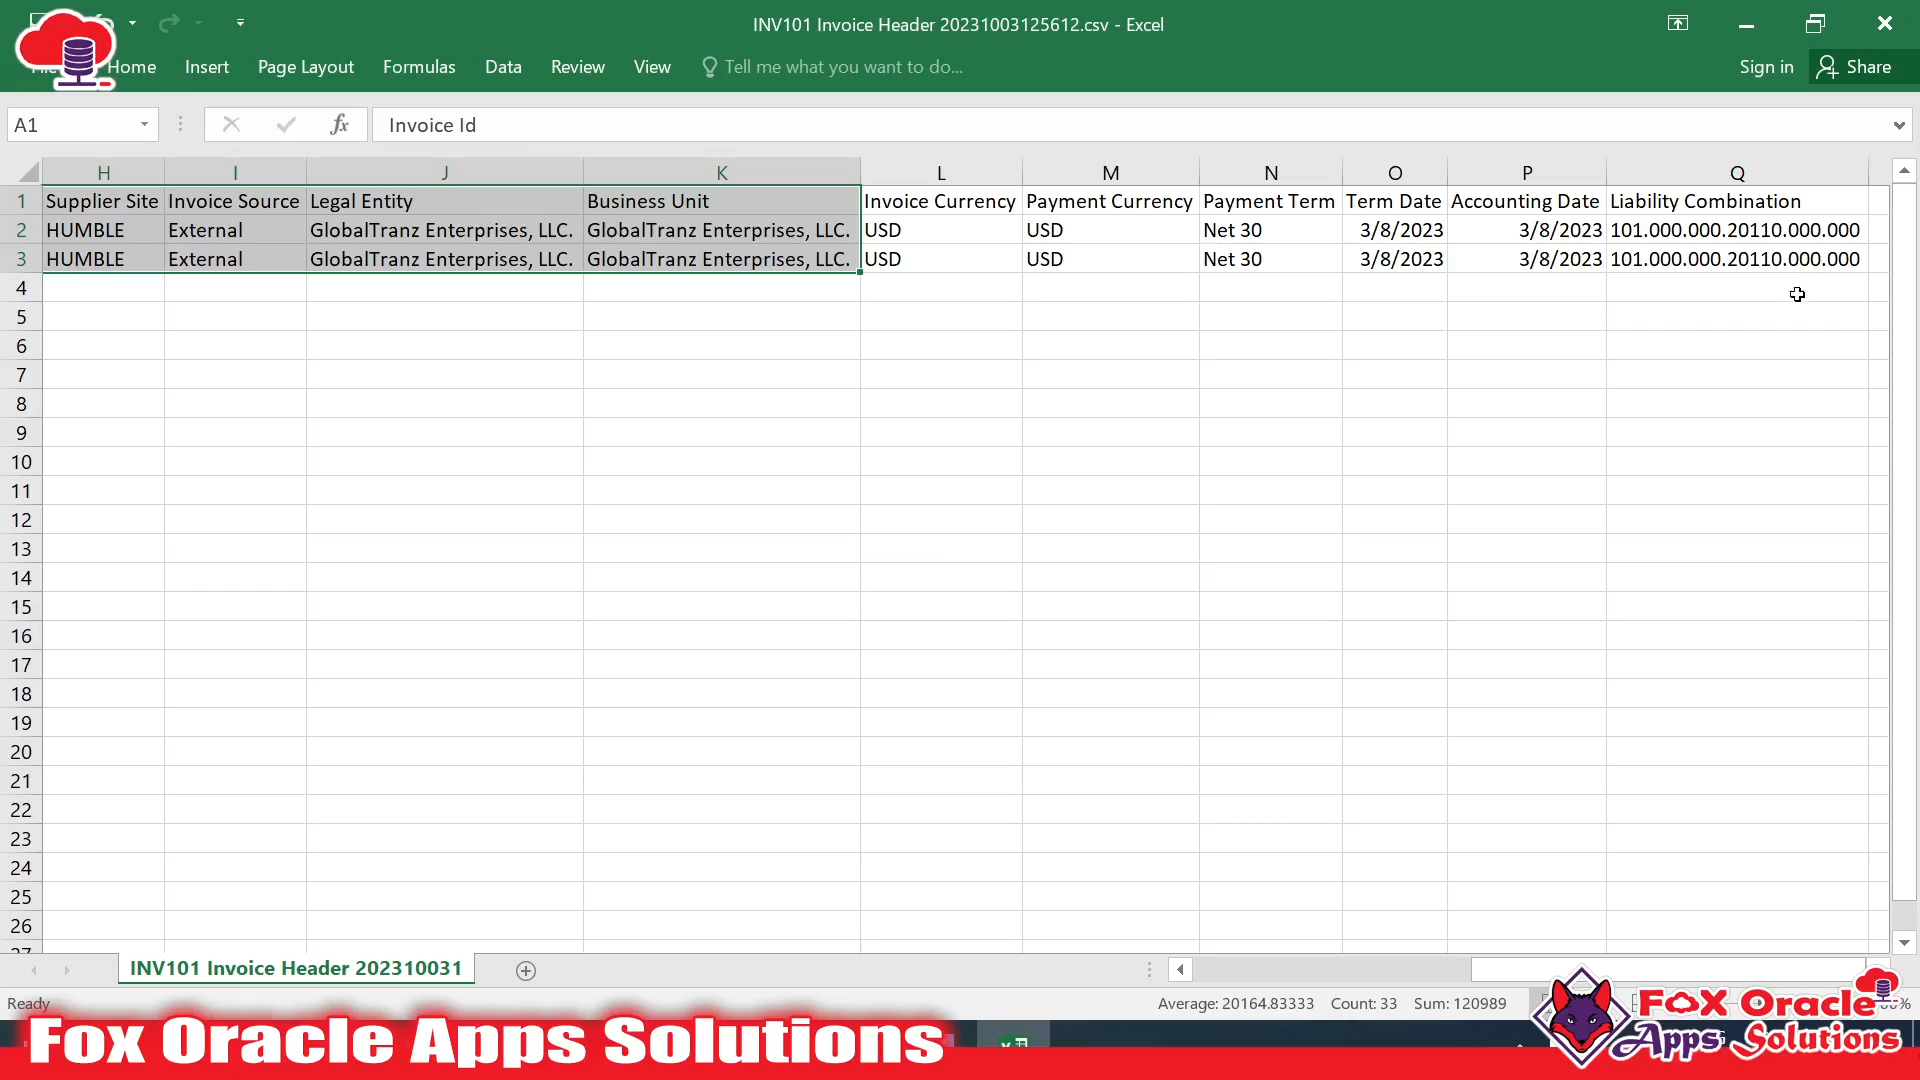 INV101 Invoice Header 20231003125612.csv - Excel
Home Insert Page Layout Formulas Data Review View Tell me what you want to do... Sign in Share
A1 fx Invoice Id
H I J K L M N O P Q
1 Supplier Site Invoice Source Legal Entity Business Unit Invoice Currency Payment Currency Payment Term Term Date Accounting Date Liability Combination
2 HUMBLE External GlobalTranz Enterprises, LLC. GlobalTranz Enterprises, LLC. USD USD Net 30 3/8/2023 3/8/2023 101.000.000.20110.000.000
3 HUMBLE External GlobalTranz Enterprises, LLC. GlobalTranz Enterprises, LLC. USD USD Net 30 3/8/2023 3/8/2023 101.000.000.20110.000.000
4
5
6
7
8
9
10
11
12
13
14
15
16
17
18
19
20
21
22
23
24
25
26
27
INV101 Invoice Header 202310031
Ready Average: 20164.83333 Count: 33 Sum: 120989
Fox Oracle Apps Solutions
Fox Oracle
Apps Solutions